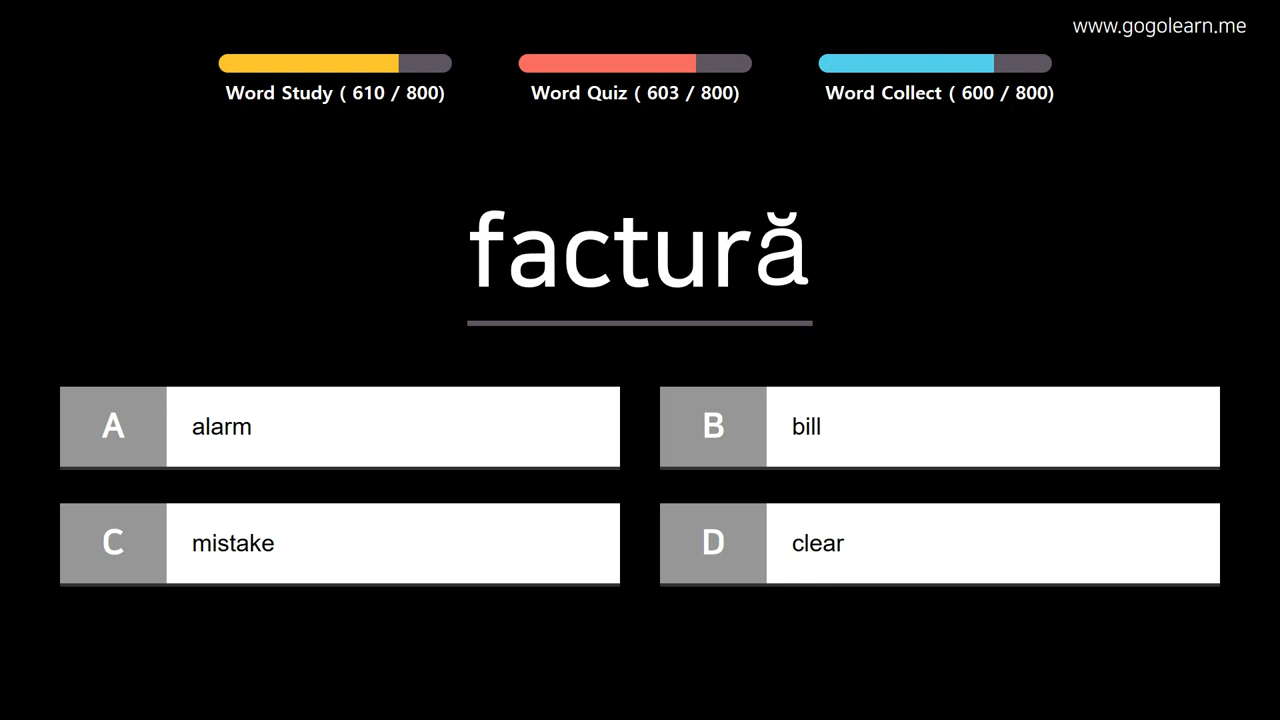 www.gogolearn.me
Word Study ( 610 / 800)
Word Quiz ( 603 / 800)
Word Collect ( 600 / 800)
factură
A alarm
B bill
C mistake
D clear